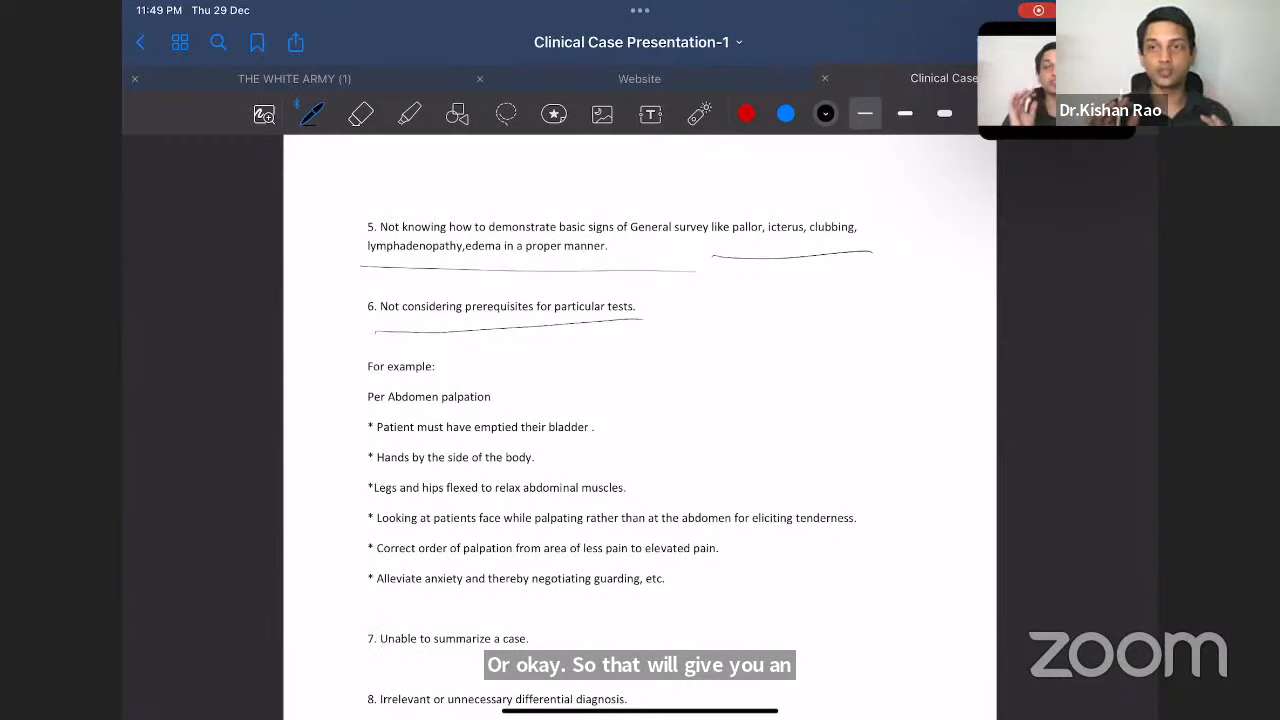 11:49 PM Thu 29 Dec
Clinical Case Presentation-1
THE WHITE ARMY (1)
Website
Clinical Case
Dr.Kishan Rao
5. Not knowing how to demonstrate basic signs of General survey like pallor, icterus, clubbing,
lymphadenopathy,edema in a proper manner.
6. Not considering prerequisites for particular tests.
For example:
Per Abdomen palpation
* Patient must have emptied their bladder .
* Hands by the side of the body.
*Legs and hips flexed to relax abdominal muscles.
* Looking at patients face while palpating rather than at the abdomen for eliciting tenderness.
* Correct order of palpation from area of less pain to elevated pain.
* Alleviate anxiety and thereby negotiating guarding, etc.
7. Unable to summarize a case.
Or okay. So that will give you an
8. Irrelevant or unnecessary differential diagnosis.
zoom